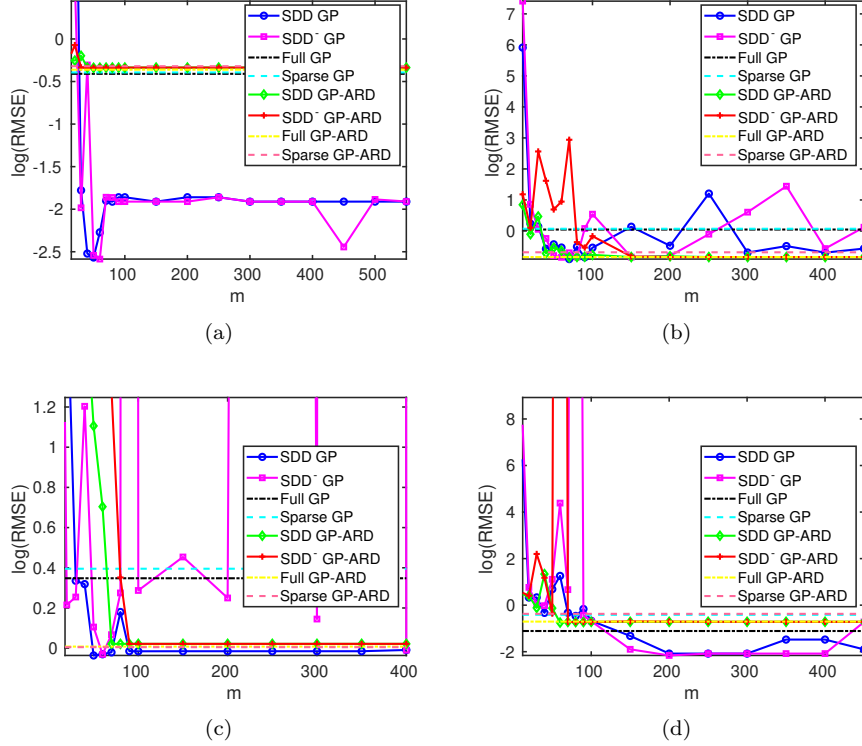 0
-0.5
-1
-1.5
-2
-2.5
log(RMSE)
100 200 300 400 500
m
SDD GP
SDD⁻ GP
Full GP
Sparse GP
SDD GP-ARD
SDD⁻ GP-ARD
Full GP-ARD
Sparse GP-ARD
(a)
7
6
5
4
3
2
1
0
log(RMSE)
100 200 300 400
m
SDD GP
SDD⁻ GP
Full GP
Sparse GP
SDD GP-ARD
SDD⁻ GP-ARD
Full GP-ARD
Sparse GP-ARD
(b)
1.2
1
0.8
0.6
0.4
0.2
0
log(RMSE)
100 200 300 400
m
SDD GP
SDD⁻ GP
Full GP
Sparse GP
SDD GP-ARD
SDD⁻ GP-ARD
Full GP-ARD
Sparse GP-ARD
(c)
8
6
4
2
0
-2
log(RMSE)
100 200 300 400
m
SDD GP
SDD⁻ GP
Full GP
Sparse GP
SDD GP-ARD
SDD⁻ GP-ARD
Full GP-ARD
Sparse GP-ARD
(d)